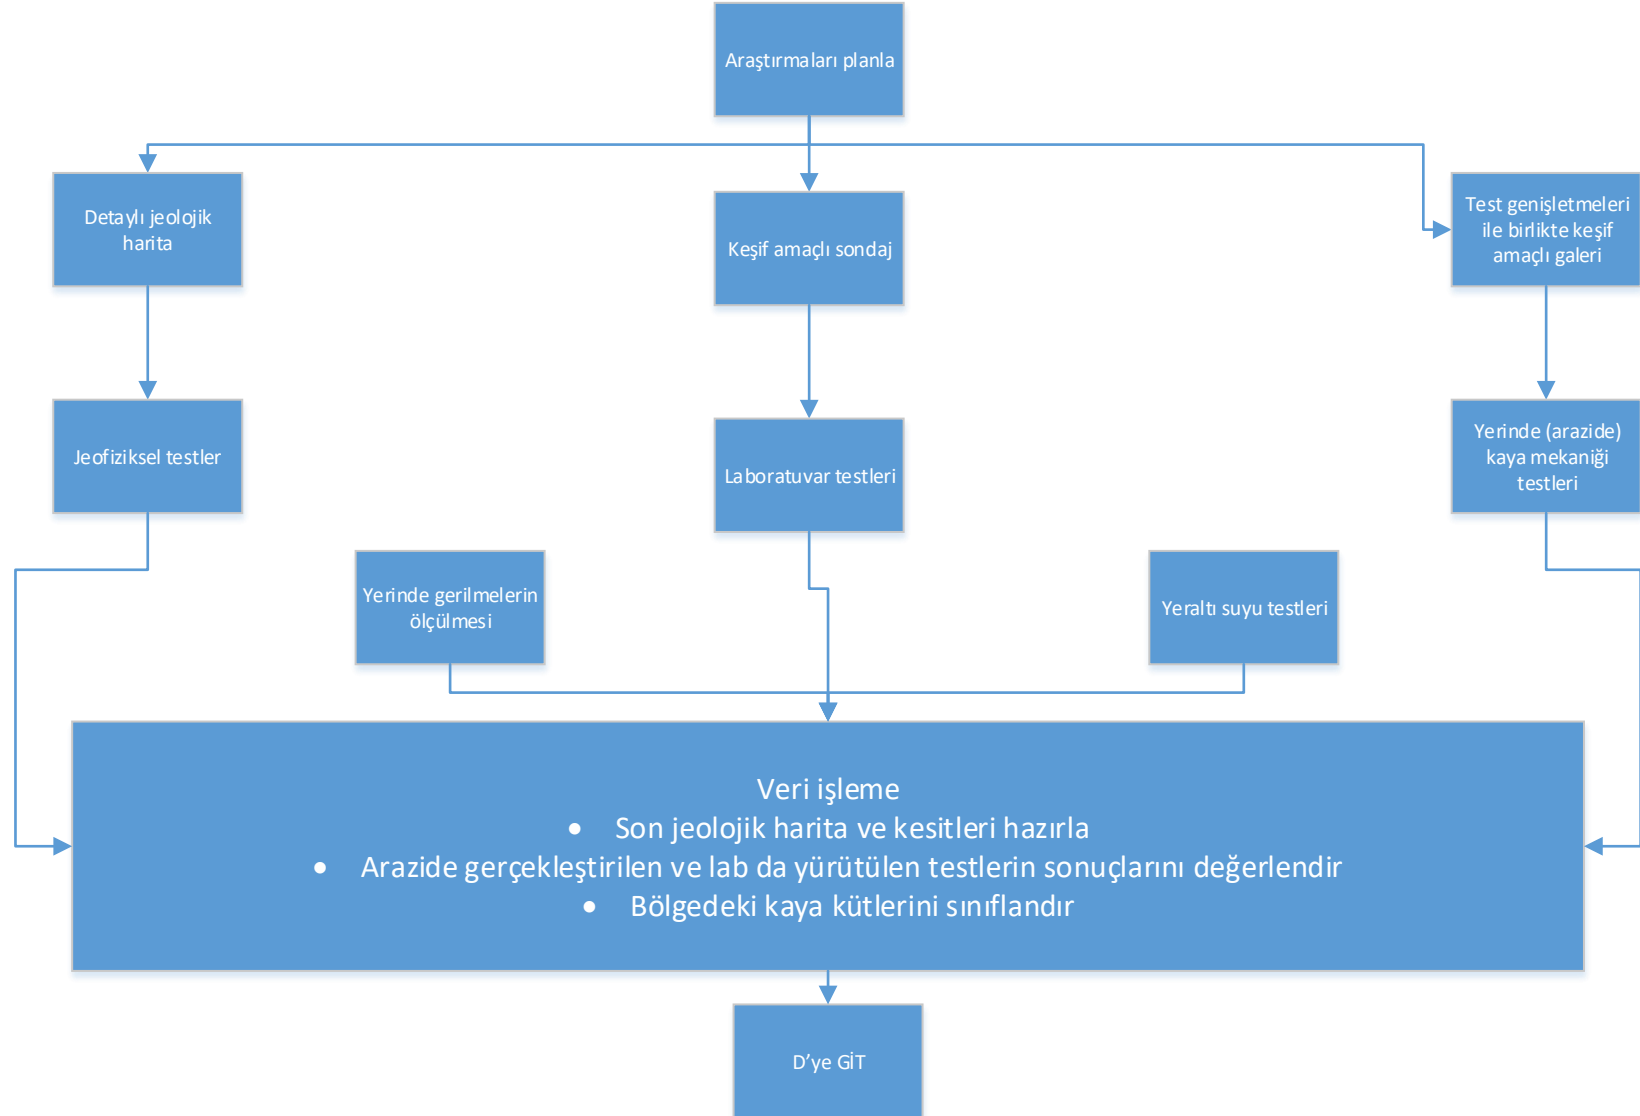 Araştırmaları planla
Detaylı jeolojik
harita
Keşif amaçlı sondaj
Test genişletmeleri
ile birlikte keşif
amaçlı galeri
Jeofiziksel testler
Laboratuvar testleri
Yerinde (arazide)
kaya mekaniği
testleri
Yerinde gerilmelerin
ölçülmesi
Yeraltı suyu testleri
Veri işleme
• Son jeolojik harita ve kesitleri hazırla
• Arazide gerçekleştirilen ve lab da yürütülen testlerin sonuçlarını değerlendir
• Bölgedeki kaya kütlerini sınıflandır
D’ye GİT